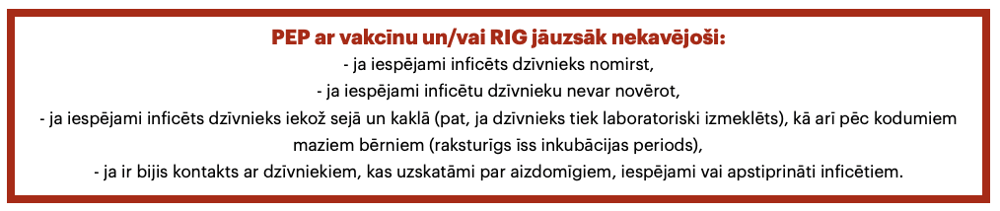 PEP ar vakcīnu un/vai RIG jāuzsāk nekavējoši:
- ja iespējami inficēts dzīvnieks nomirst,
- ja iespējami inficētu dzīvnieku nevar novērot,
- ja iespējami inficēts dzīvnieks iekož sejā un kaklā (pat, ja dzīvnieks tiek laboratoriski izmeklēts), kā arī pēc kodumiem
maziem bērniem (raksturīgs īss inkubācijas periods),
- ja ir bijis kontakts ar dzīvniekiem, kas uzskatāmi par aizdomīgiem, iespējami vai apstiprināti inficētiem.